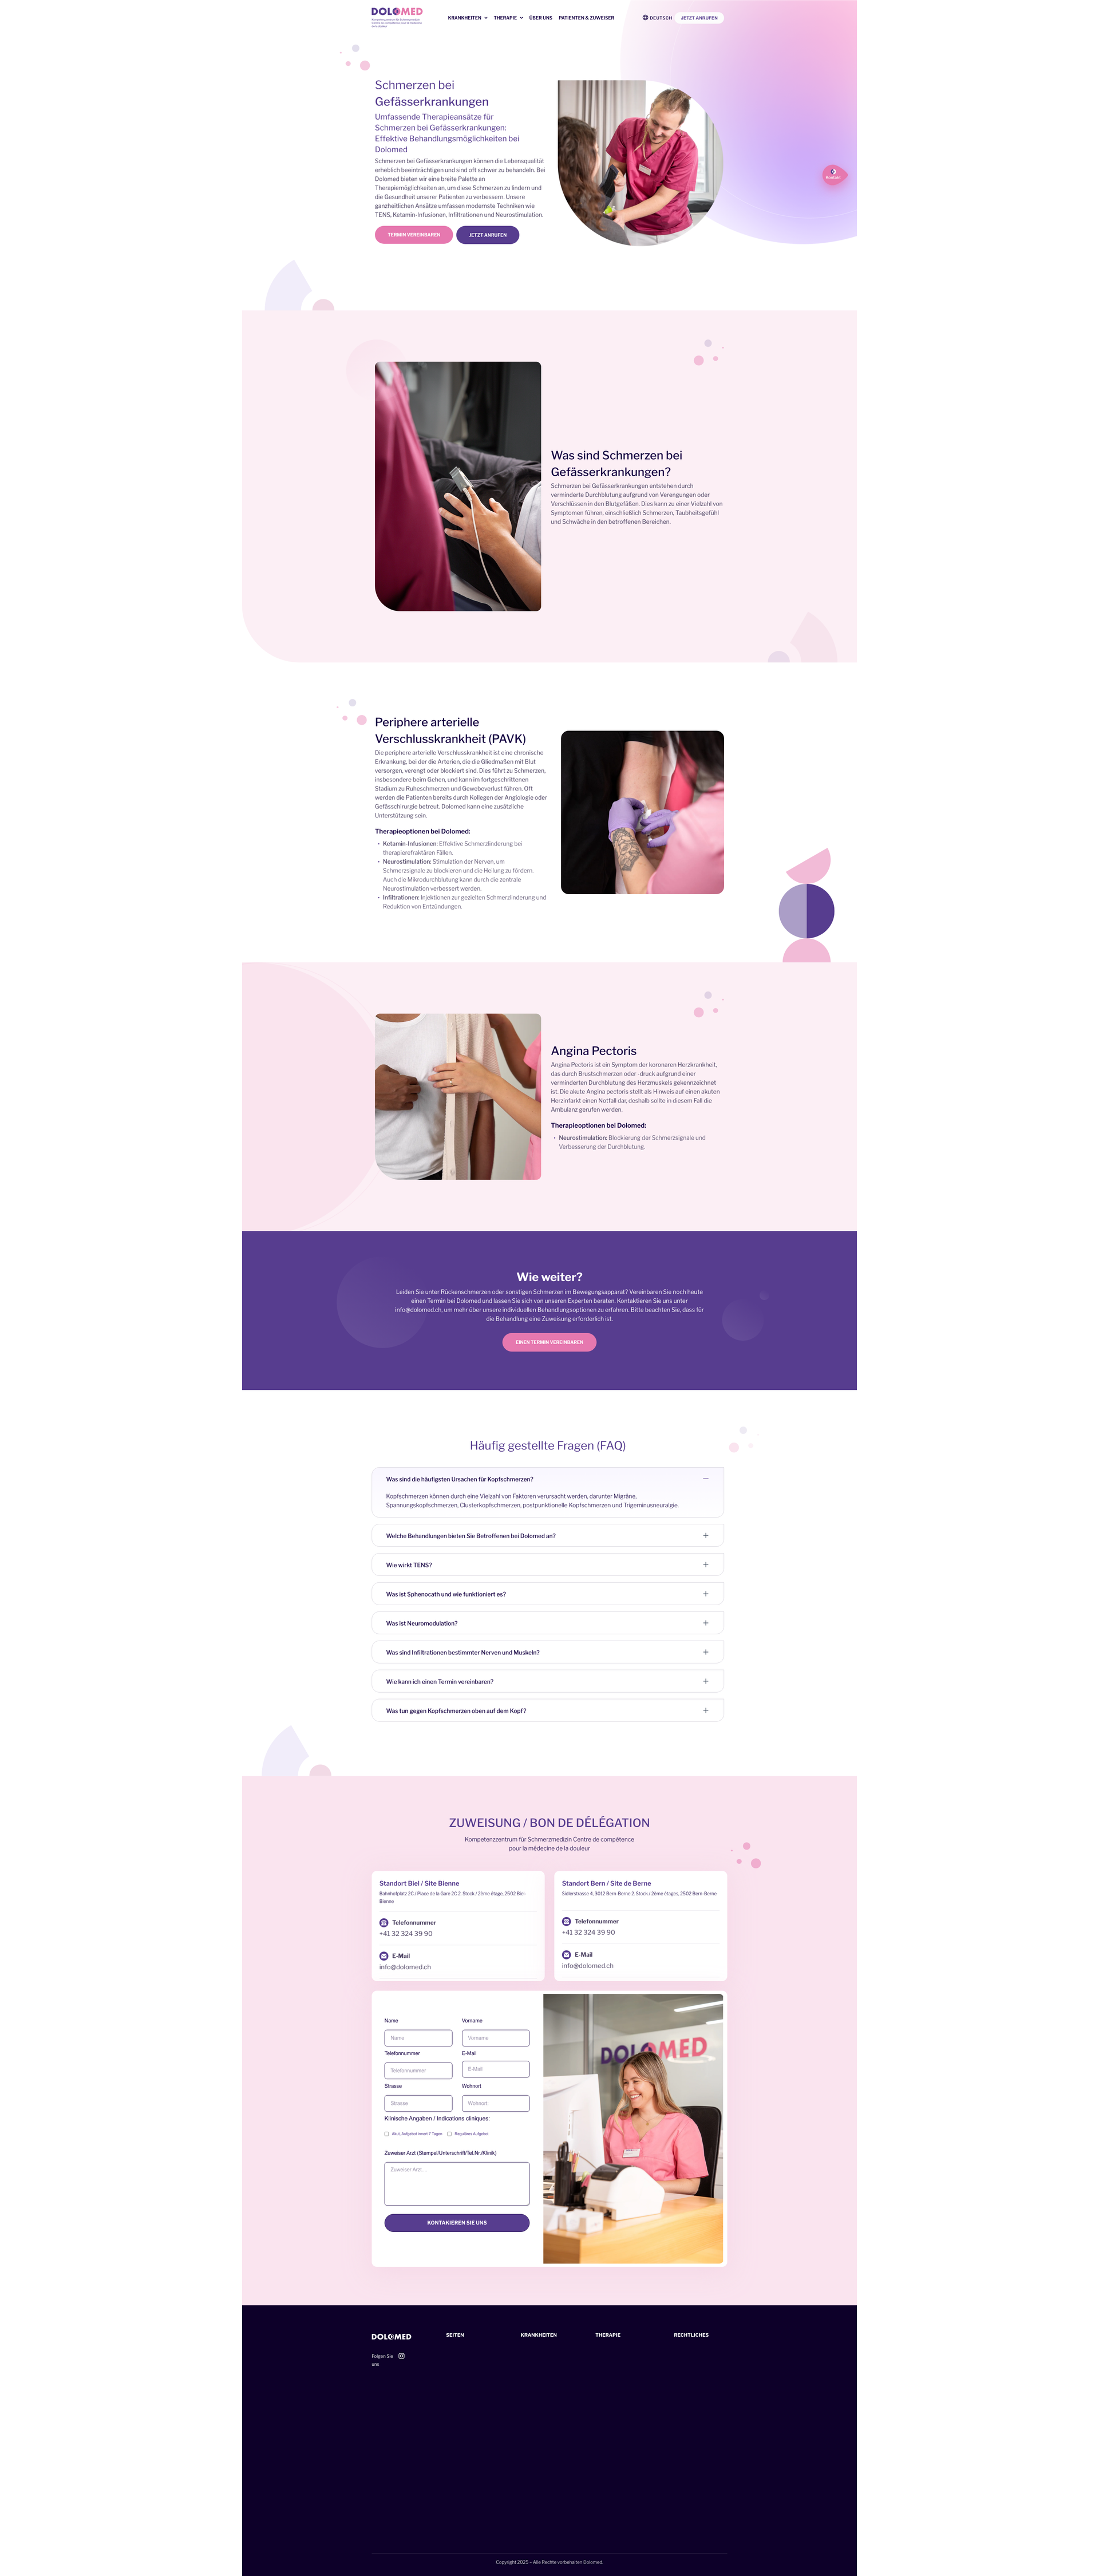 DOLOMED
KRANKHEITEN
THERAPIE
ÜBER UNS
PATIENTEN & ZUWEISER
DEUTSCH
JETZT ANRUFEN
Schmerzen bei
Gefässerkrankungen
Umfassende Therapieansätze für
Schmerzen bei Gefässerkrankungen:
Effektive Behandlungsmöglichkeiten bei
Dolomed
Schmerzen bei Gefässerkrankungen können die Lebensqualität
erheblich beeinträchtigen und sind oft schwer zu behandeln. Bei
Dolomed bieten wir eine breite Palette an
Therapiemöglichkeiten an, um diese Schmerzen zu lindern und
die Gesundheit unserer Patienten zu verbessern. Unsere
ganzheitlichen Ansätze umfassen modernste Techniken wie
TENS, Ketamin-Infusionen, Infiltrationen und Neurostimulation.
TERMIN VEREINBAREN
JETZT ANRUFEN
Was sind Schmerzen bei
Gefässerkrankungen?
Schmerzen bei Gefässerkrankungen entstehen durch
verminderte Durchblutung aufgrund von Verengungen oder
Verschlüssen in den Blutgefäßen. Dies kann zu einer Vielzahl von
Symptomen führen, einschließlich Schmerzen, Taubheitsgefühl
und Schwäche in den betroffenen Bereichen.
Periphere arterielle
Verschlusskrankheit (PAVK)
Die periphere arterielle Verschlusskrankheit ist eine chronische
Erkrankung, bei der die Arterien, die die Gliedmaßen mit Blut
versorgen, verengt oder blockiert sind. Dies führt zu Schmerzen,
insbesondere beim Gehen, und kann im fortgeschrittenen
Stadium zu Ruheschmerzen und Gewebeverlust führen. Oft
werden die Patienten bereits durch Kollegen der Angiologie oder
Gefässchirurgie betreut. Dolomed kann eine zusätzliche
Unterstützung sein.
Therapieoptionen bei Dolomed:
• Ketamin-Infusionen: Effektive Schmerzlinderung bei
therapierefraktären Fällen.
• Neurostimulation: Stimulation der Nerven, um
Schmerzsignale zu blockieren und die Heilung zu fördern.
Auch die Mikrodurchblutung kann durch die zentrale
Neurostimulation verbessert werden.
• Infiltrationen: Injektionen zur gezielten Schmerzlinderung und
Reduktion von Entzündungen.
Angina Pectoris
Angina Pectoris ist ein Symptom der koronaren Herzkrankheit,
das durch Brustschmerzen oder -druck aufgrund einer
verminderten Durchblutung des Herzmuskels gekennzeichnet
ist. Die akute Angina pectoris stellt als Hinweis auf einen akuten
Herzinfarkt einen Notfall dar, deshalb sollte in diesem Fall die
Ambulanz gerufen werden.
Therapieoptionen bei Dolomed:
• Neurostimulation: Blockierung der Schmerzsignale und
Verbesserung der Durchblutung.
Wie weiter?
Leiden Sie unter Rückenschmerzen oder sonstigen Schmerzen im Bewegungsapparat? Vereinbaren Sie noch heute
einen Termin bei Dolomed und lassen Sie sich von unseren Experten beraten. Kontaktieren Sie uns unter
info@dolomed.ch, um mehr über unsere individuellen Behandlungsoptionen zu erfahren. Bitte beachten Sie, dass für
die Behandlung eine Zuweisung erforderlich ist.
EINEN TERMIN VEREINBAREN
Häufig gestellte Fragen (FAQ)
Was sind die häufigsten Ursachen für Kopfschmerzen?
Kopfschmerzen können durch eine Vielzahl von Faktoren verursacht werden, darunter Migräne,
Spannungskopfschmerzen, Clusterkopfschmerzen, postpunktionelle Kopfschmerzen und Trigeminusneuralgie.
Welche Behandlungen bieten Sie Betroffenen bei Dolomed an?
Wie wirkt TENS?
Was ist Sphenocath und wie funktioniert es?
Was ist Neuromodulation?
Was sind Infiltrationen bestimmter Nerven und Muskeln?
Wie kann ich einen Termin vereinbaren?
Was tun gegen Kopfschmerzen oben auf dem Kopf?
ZUWEISUNG / BON DE DÉLÉGATION
Kompetenzzentrum für Schmerzmedizin Centre de compétence
pour la médecine de la douleur
Standort Biel / Site Bienne
Bahnhofplatz 2C / Place de la Gare 2C 2. Stock / 2ème étage, 2502 Biel-
Bienne
Telefonnummer
+41 32 324 39 90
E-Mail
info@dolomed.ch
Standort Bern / Site de Berne
Sidlerstrasse 4, 3012 Bern-Berne 2. Stock / 2ème étages, 2502 Bern-Berne
Telefonnummer
+41 32 324 39 90
E-Mail
info@dolomed.ch
Name
Vorname
Name
Vorname
Telefonnummer
E-Mail
Telefonnummer
E-Mail
Strasse
Wohnort
Strasse
Wohnort
Klinische Angaben / Indications cliniques:
Akut, Aufgebot innert 7 Tagen
Reguläres Aufgebot
Zuweiser Arzt (Stempel/Unterschrift/Tel.Nr./Klinik)
Zuweiser Arzt...
KONTAKIEREN SIE UNS
DOLOMED
DOLOMED
Folgen Sie
uns
SEITEN
KRANKHEITEN
THERAPIE
RECHTLICHES
Copyright 2025 – Alle Rechte vorbehalten Dolomed.